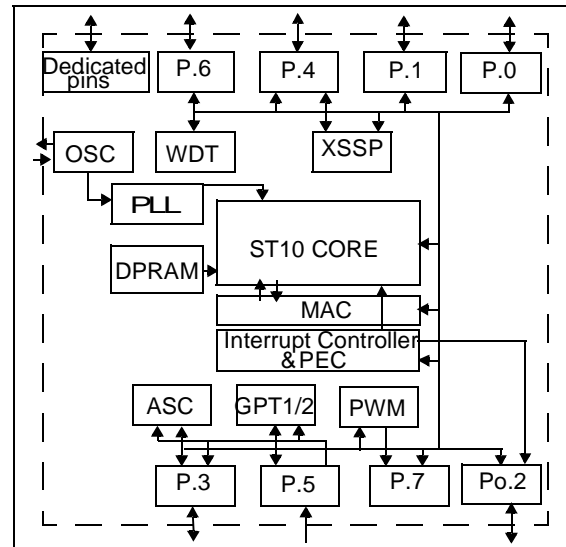 Dedicated
pins
P.6
P.4
P.1
P.0
OSC
WDT
XSSP
PLL
ST10 CORE
DPRAM
MAC
Interrupt Controller
&PEC
ASC
GPT1/2
PWM
P.3
P.5
P.7
Po.2